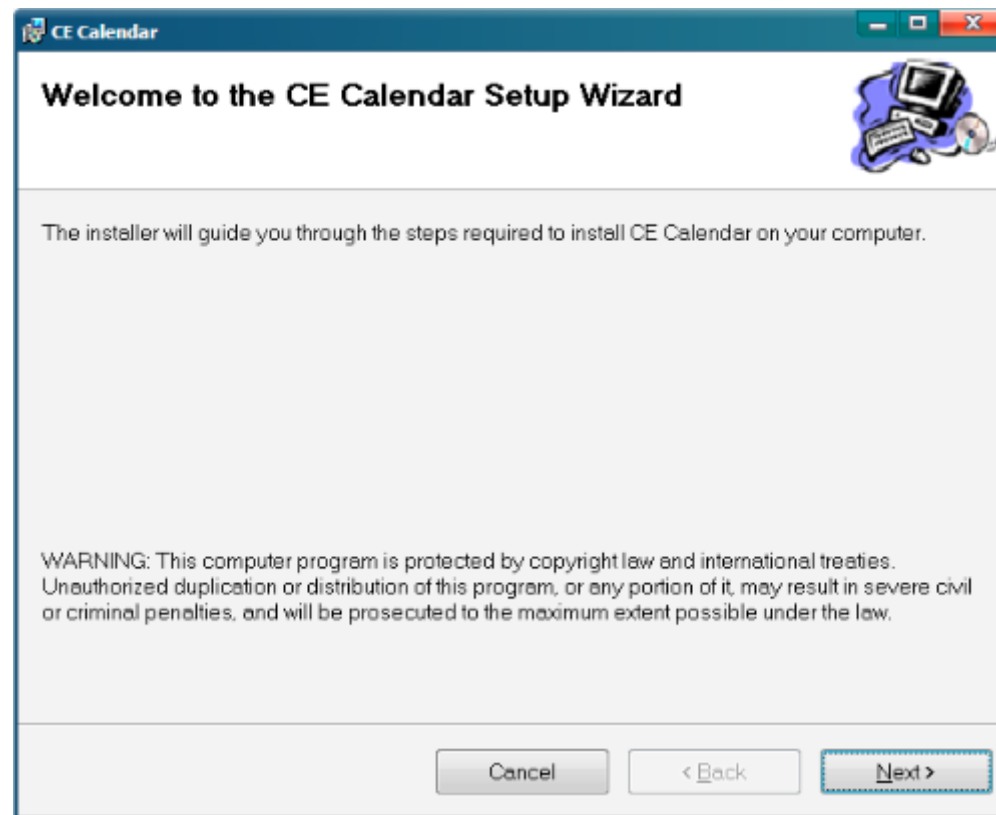 CE Calendar
Welcome to the CE Calendar Setup Wizard
The installer will guide you through the steps required to install CE Calendar on your computer.
WARNING: This computer program is protected by copyright law and international treaties.
Unauthorized duplication or distribution of this program, or any portion of it, may result in severe civil
or criminal penalties, and will be prosecuted to the maximum extent possible under the law.
Cancel < Back Next >